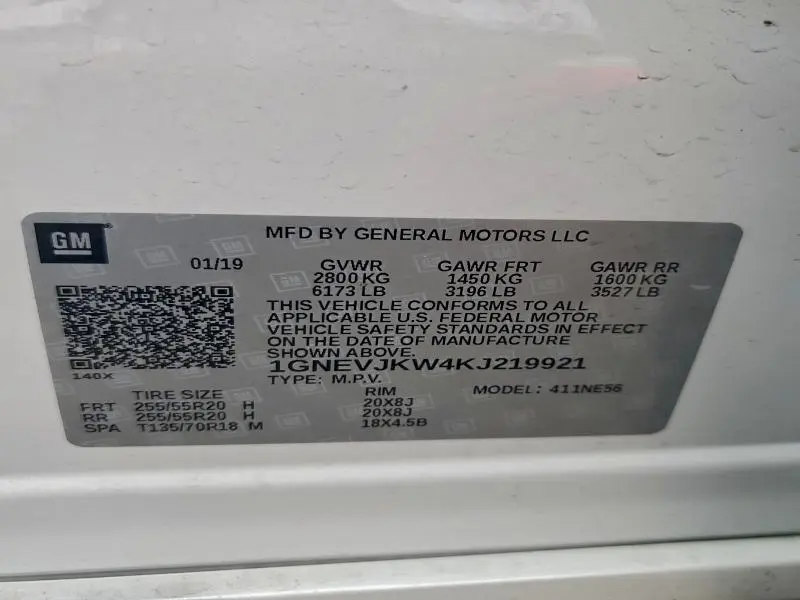 GM
MFD BY GENERAL MOTORS LLC
01/19 GVWR GAWR FRT GAWR RR
2800 KG 1450 KG 1600 KG
6173 LB 3196 LB 3527 LB
THIS VEHICLE CONFORMS TO ALL
APPLICABLE U.S. FEDERAL MOTOR
VEHICLE SAFETY STANDARDS IN EFFECT
ON THE DATE OF MANUFACTURE
SHOWN ABOVE.
140X 1GNEVJKW4KJ219921
TYPE: M.P.V. MODEL: 411NE56
TIRE SIZE RIM
FRT 255/55R20 H 20X8J
RR 255/55R20 H 20X8J
SPA T135/70R18 M 18X4.5B